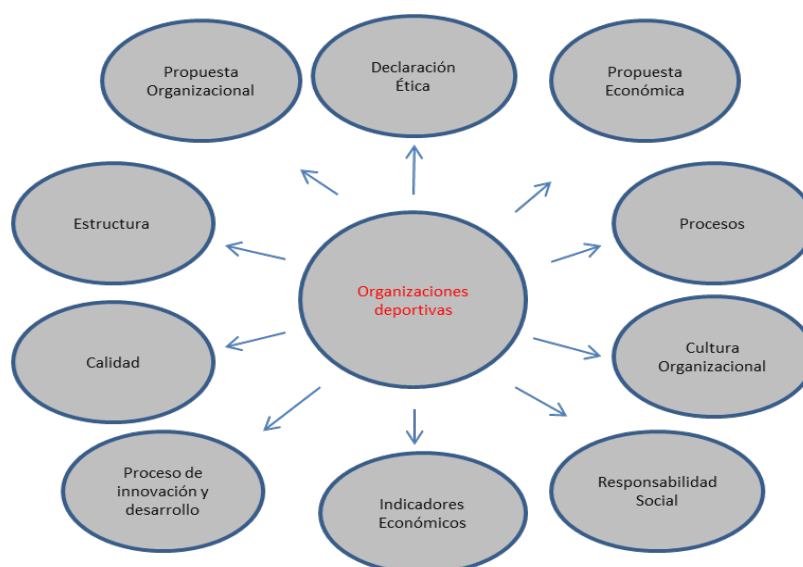 Propuesta
Organizacional
Declaración
Ética
Propuesta
Económica
Estructura
Procesos
Organizaciones
deportivas
Calidad
Cultura
Organizacional
Proceso de
innovación y
desarrollo
Indicadores
Económicos
Responsabilidad
Social